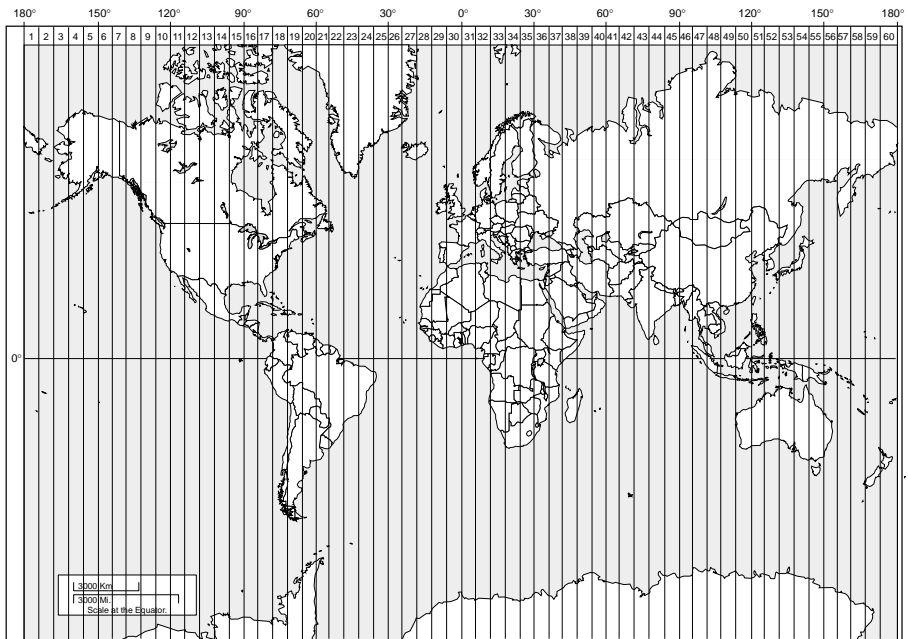 180° 150° 120° 90° 60° 30° 0° 30° 60° 90° 120° 150° 180°
1 2 3 4 5 6 7 8 9 10 11 12 13 14 15 16 17 18 19 20 21 22 23 24 25 26 27 28 29 30 31 32 33 34 35 36 37 38 39 40 41 42 43 44 45 46 47 48 49 50 51 52 53 54 55 56 57 58 59 60
0°
3000 Km
3000 Mi.
Scale at the Equator.